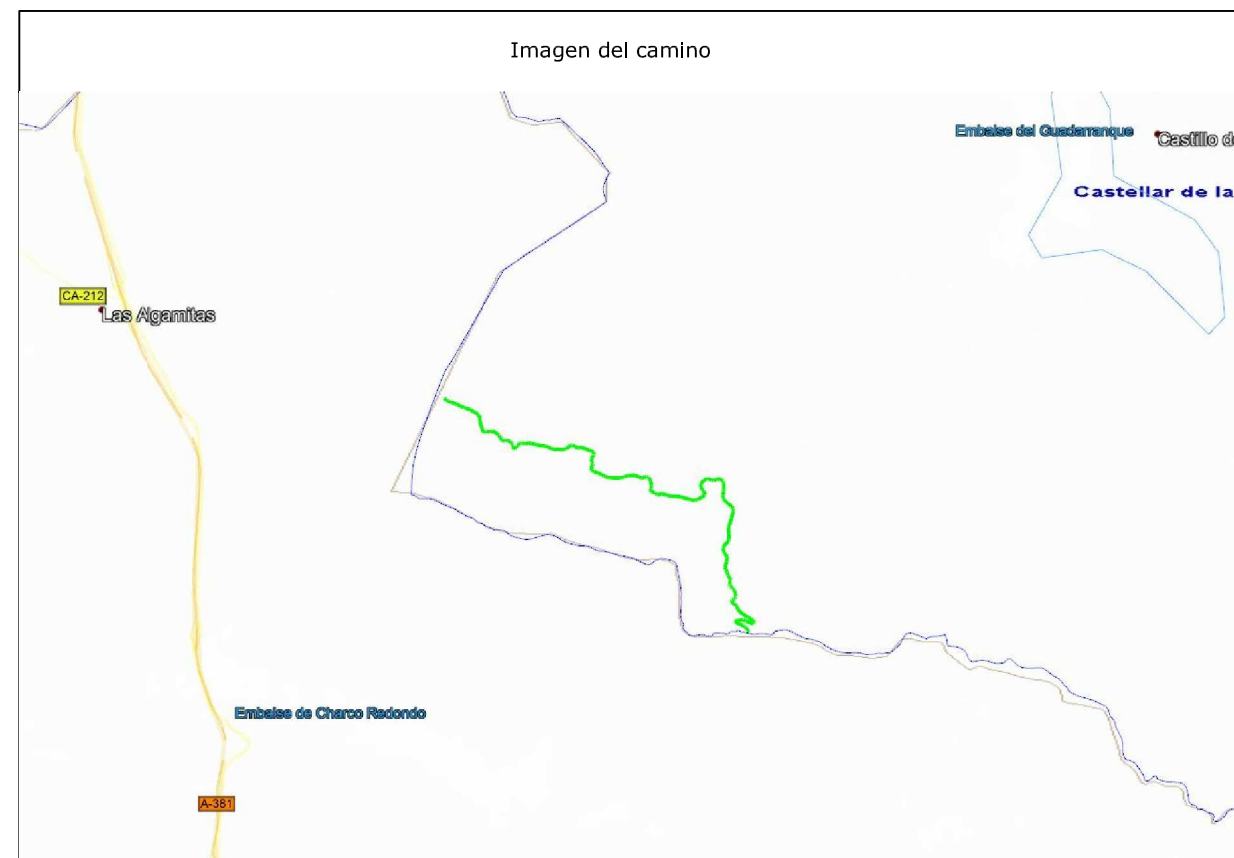 Imagen del camino
Embalse del Guadarranque
Castillo d
Castellar de la
CA-212
Las Algamitas
Embalse de Charco Redondo
A-381